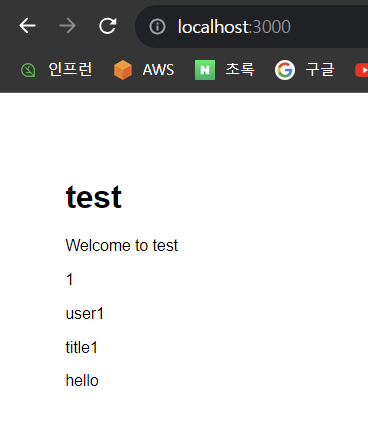 localhost:3000
인프런 AWS N 초록 G 구글
test
Welcome to test
1
user1
title1
hello